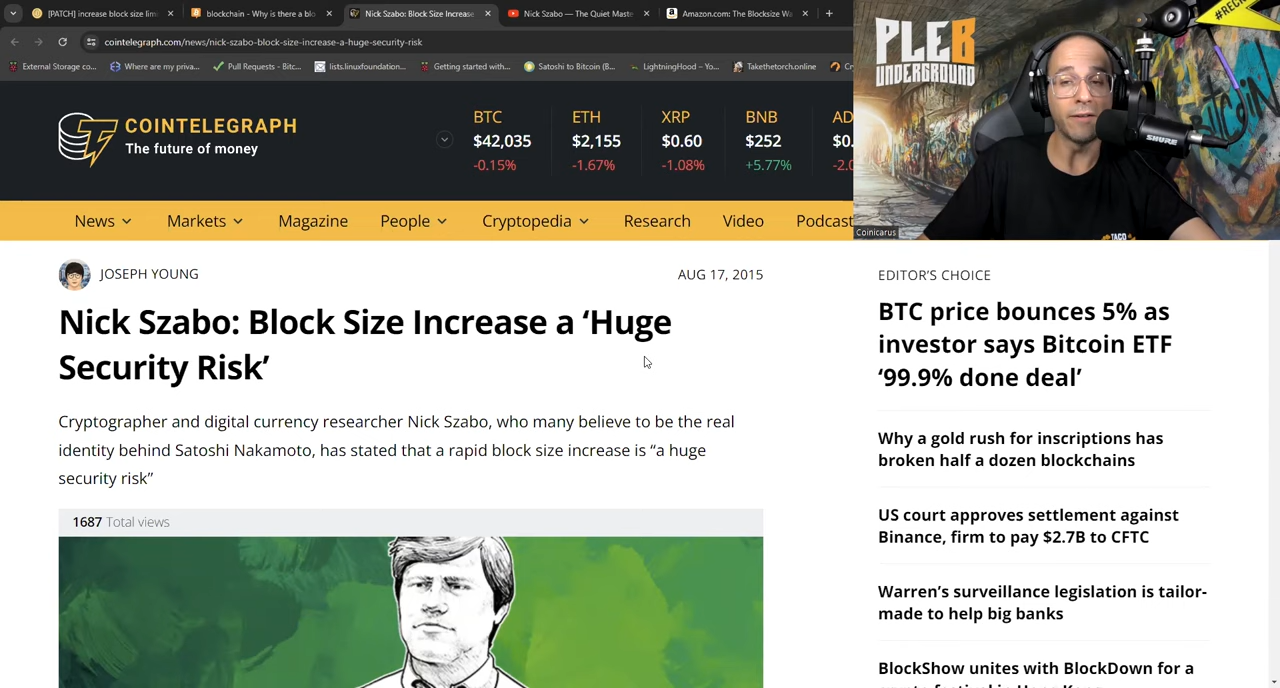 [PATCH] increase block size lim
blockchain - Why is there a blo
Nick Szabo: Block Size Increase
Nick Szabo — The Quiet Maste
Amazon.com: The Blocksize Wa
cointelegraph.com/news/nick-szabo-block-size-increase-a-huge-security-risk
External Storage co...
Where are my priva...
Pull Requests - Bitc...
lists.linuxfoundation...
Getting started with...
Satoshi to Bitcoin (B...
LightningHood – Yo...
Takethetorch.online
PLEB
UNDERGROUND
SHURE
TACO
Coinicarus
COINTELEGRAPH
The future of money
BTC ETH XRP BNB AD
$42,035 $2,155 $0.60 $252 $0.
-0.15% -1.67% -1.08% +5.77% -2.0
News Markets Magazine People Cryptopedia Research Video Podcast
JOSEPH YOUNG
AUG 17, 2015
Nick Szabo: Block Size Increase a ‘Huge
Security Risk’
Cryptographer and digital currency researcher Nick Szabo, who many believe to be the real
identity behind Satoshi Nakamoto, has stated that a rapid block size increase is “a huge
security risk”
1687 Total views
EDITOR’S CHOICE
BTC price bounces 5% as
investor says Bitcoin ETF
‘99.9% done deal’
Why a gold rush for inscriptions has
broken half a dozen blockchains
US court approves settlement against
Binance, firm to pay $2.7B to CFTC
Warren’s surveillance legislation is tailor-
made to help big banks
BlockShow unites with BlockDown for a